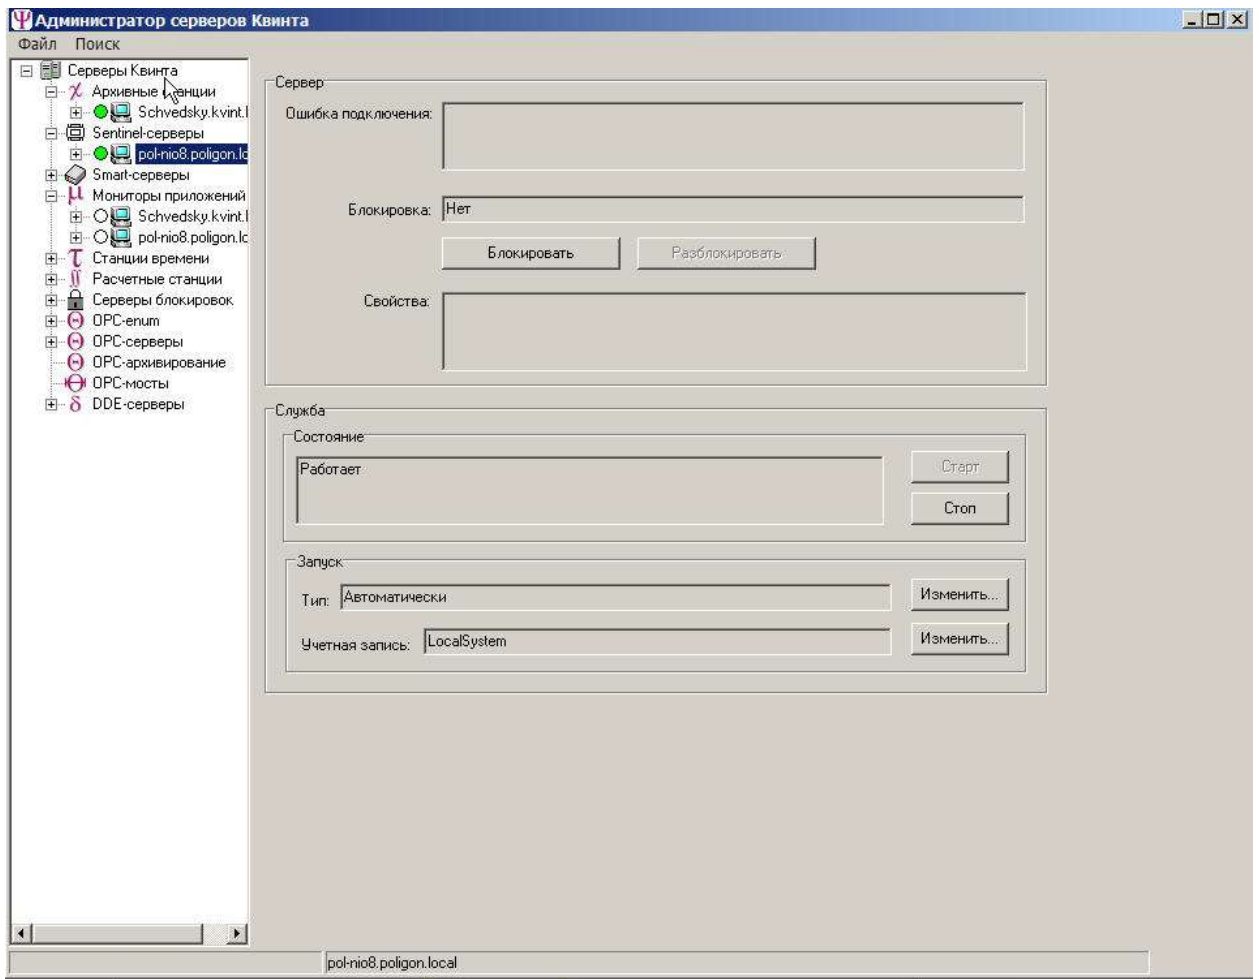 Администратор серверов Квинта
Файл Поиск
Серверы Квинта
Архивные станции
Schvedsky.kvint.l
Sentinel-серверы
pol-nio8.poligon.lc
Smart-серверы
Мониторы приложений
Schvedsky.kvint.l
pol-nio8.poligon.lc
Станции времени
Расчетные станции
Серверы блокировок
OPC-enum
OPC-серверы
OPC-архивирование
OPC-мосты
DDE-серверы
Сервер
Ошибка подключения:
Блокировка: Нет
Блокировать Разблокировать
Свойства:
Служба
Состояние
Работает
Старт
Стоп
Запуск
Тип: Автоматически Изменить...
Учетная запись: LocalSystem Изменить...
pol-nio8.poligon.local